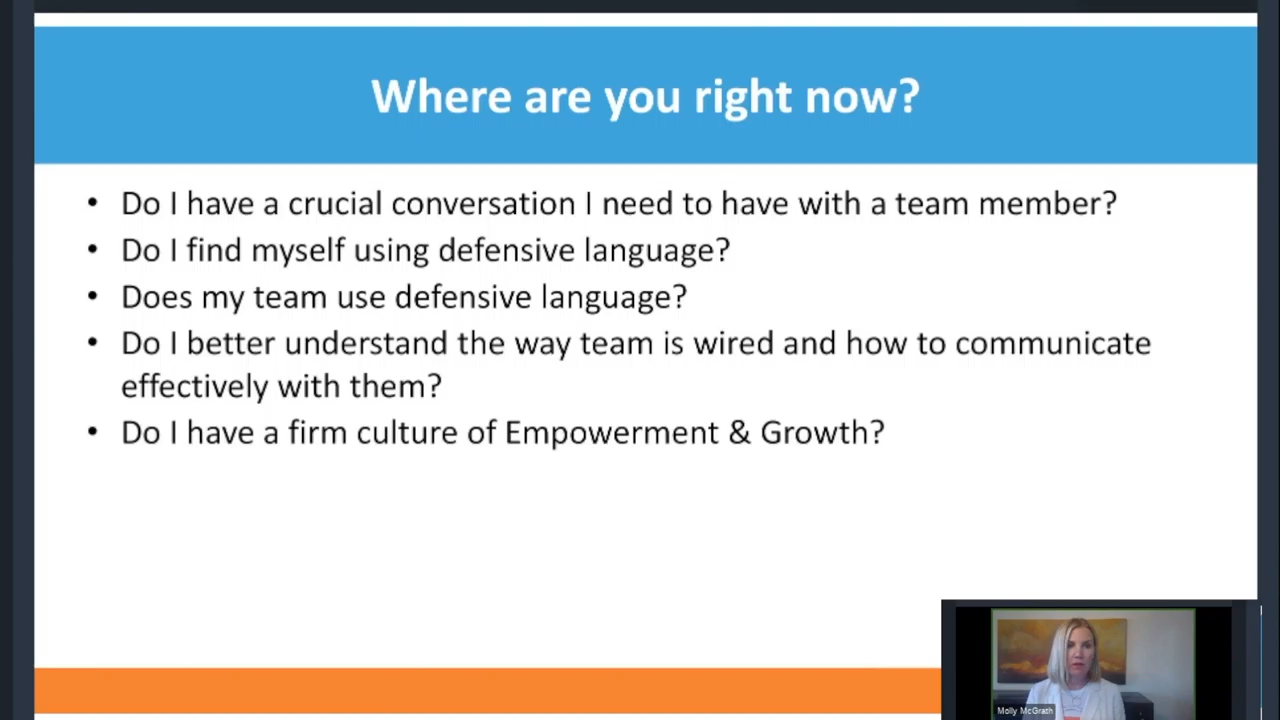 Where are you right now?
• Do I have a crucial conversation I need to have with a team member?
• Do I find myself using defensive language?
• Does my team use defensive language?
• Do I better understand the way team is wired and how to communicate
effectively with them?
• Do I have a firm culture of Empowerment & Growth?
Molly McGrath